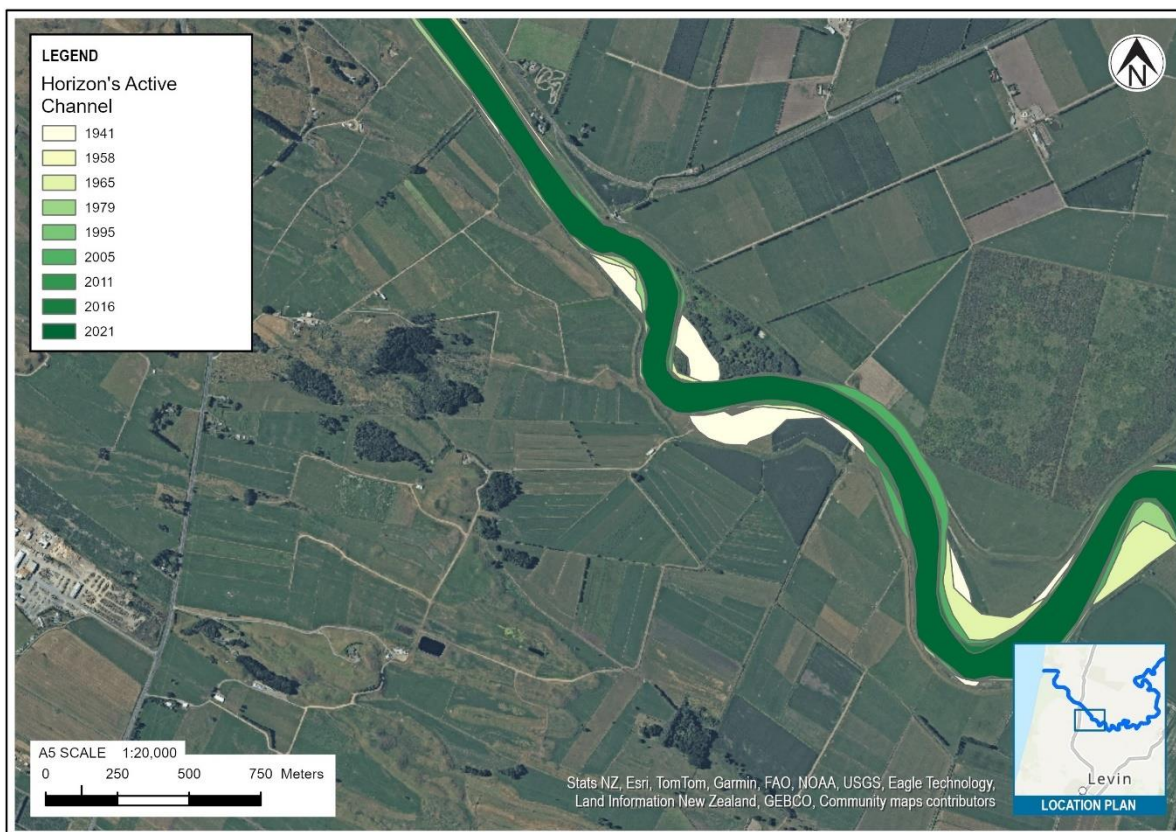 LEGEND
Horizon's Active
Channel
1941
1958
1965
1979
1995
2005
2011
2016
2021
N
A5 SCALE 1:20,000
0 250 500 750 Meters
Stats NZ, Esri, TomTom, Garmin, FAO, NOAA, USGS, Eagle Technology,
Land Information New Zealand, GEBCO, Community maps contributors
Levin
LOCATION PLAN